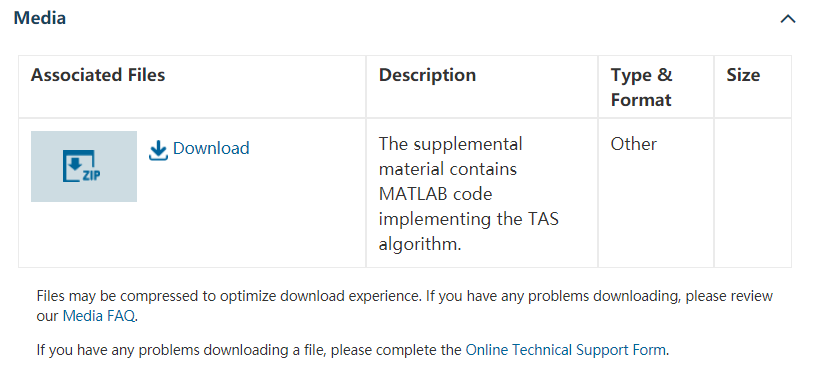 Media
Associated Files
Description
Type &
Format
Size
ZIP
Download
The supplemental
material contains
MATLAB code
implementing the TAS
algorithm.
Other
Files may be compressed to optimize download experience. If you have any problems downloading, please review
our Media FAQ.
If you have any problems downloading a file, please complete the Online Technical Support Form.